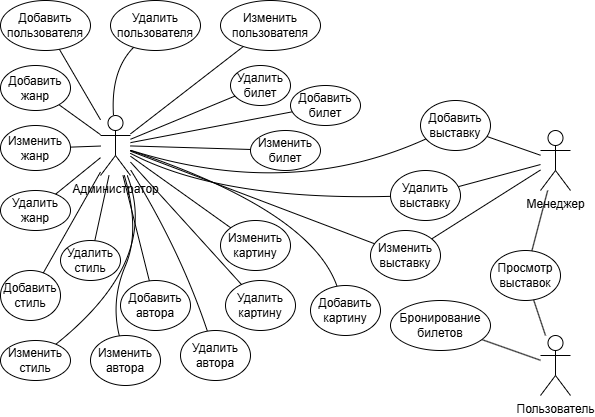 Добавить
пользователя
Удалить
пользователя
Изменить
пользователя
Добавить
жанр
Удалить
билет
Добавить
билет
Добавить
выставку
Изменить
жанр
Изменить
билет
Администратор
Удалить
выставку
Менеджер
Удалить
жанр
Изменить
картину
Изменить
выставку
Удалить
стиль
Просмотр
выставок
Добавить
стиль
Добавить
автора
Удалить
картину
Добавить
картину
Бронирование
билетов
Изменить
стиль
Изменить
автора
Удалить
автора
Пользователь